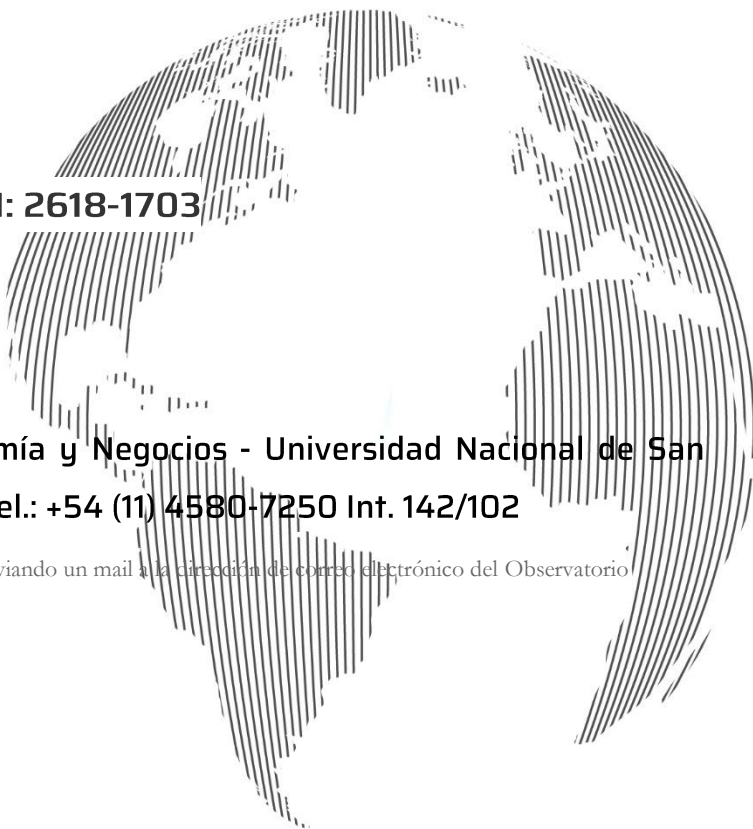 : 2618-1703
mía y Negocios - Universidad Nacional de San
el.: +54 (11) 4580-7250 Int. 142/102
viando un mail a la dirección de correo electrónico del Observatorio